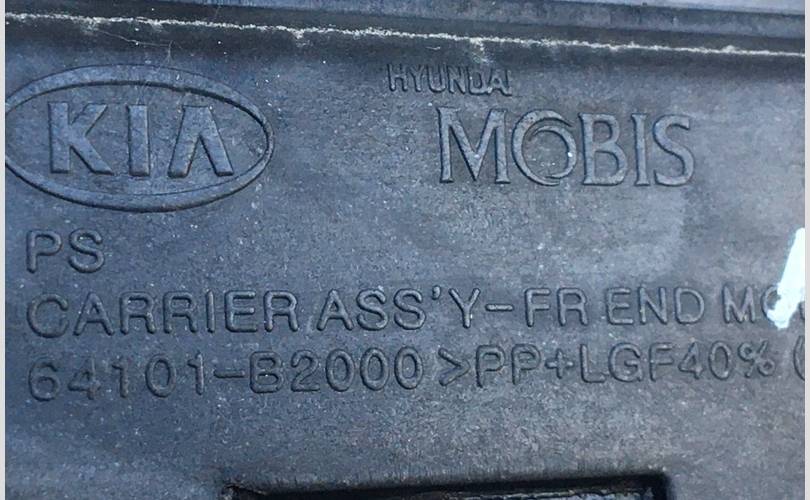 KIA
HYUNDAI
MOBIS
PS
CARRIER ASS'Y-FR END
64101-B2000 >PP+LGF40%